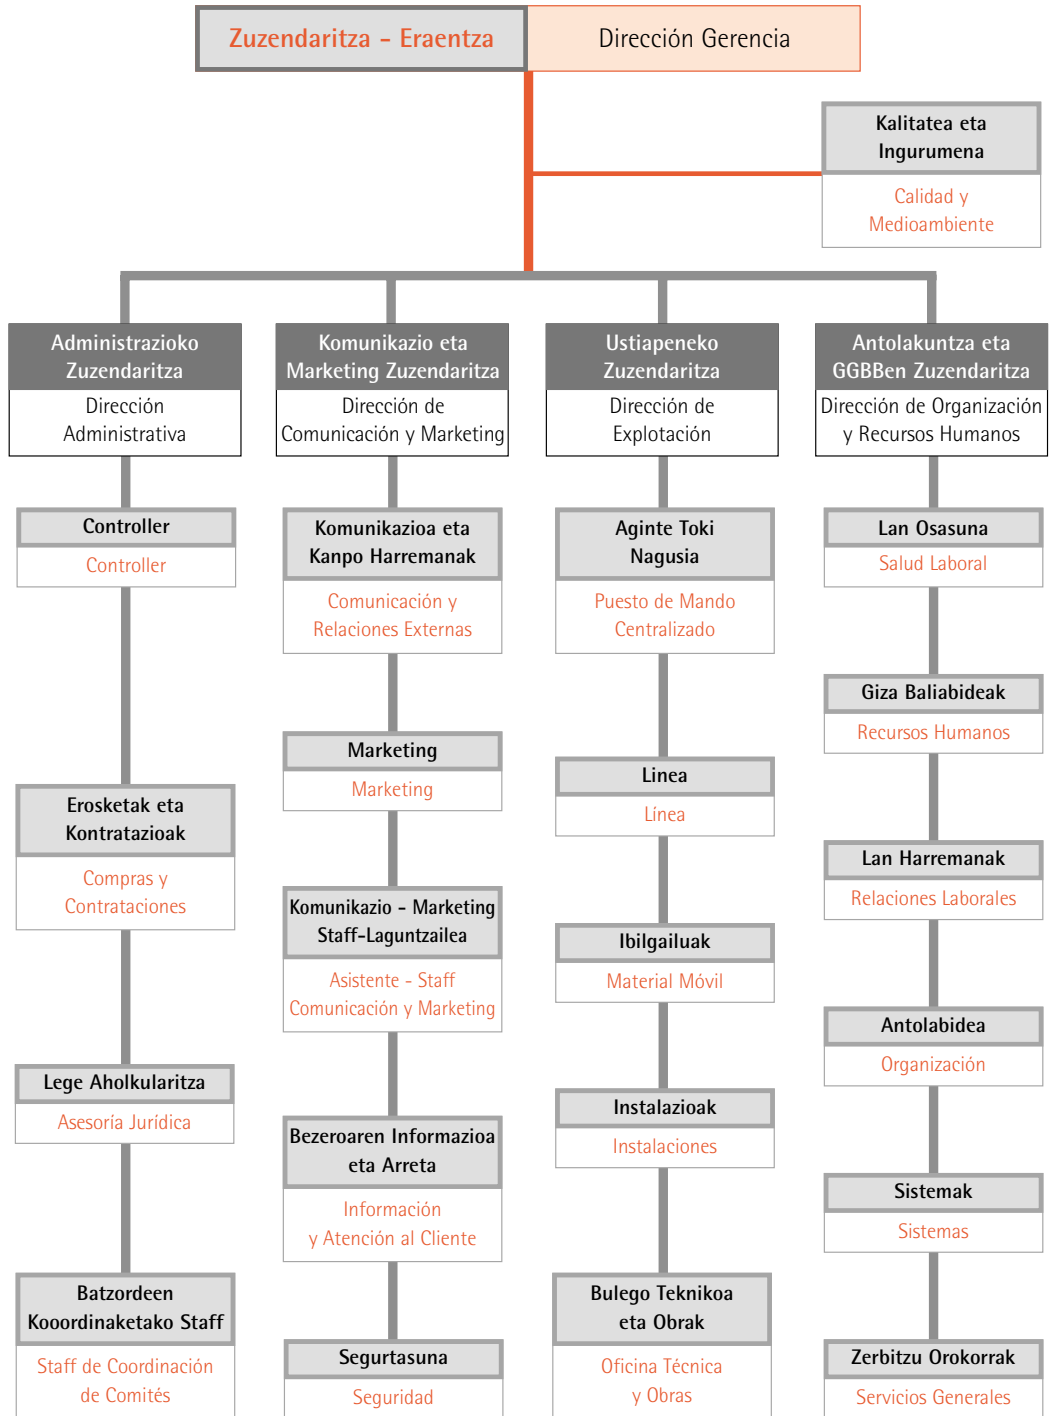 Zuzendaritza - Eraentza
Dirección Gerencia
Kalitatea eta
Ingurumena
Calidad y
Medioambiente
Administrazioko
Zuzendaritza
Dirección
Administrativa
Controller
Controller
Erosketak eta
Kontratazioak
Compras y
Contrataciones
Lege Aholkularitza
Asesoría Jurídica
Batzordeen
Kooordinaketako Staff
Staff de Coordinación
de Comités
Komunikazio eta
Marketing Zuzendaritza
Dirección de
Comunicación y Marketing
Komunikazioa eta
Kanpo Harremanak
Comunicación y
Relaciones Externas
Marketing
Marketing
Komunikazio - Marketing
Staff-Laguntzailea
Asistente - Staff
Comunicación y Marketing
Bezeroaren Informazioa
eta Arreta
Información
y Atención al Cliente
Segurtasuna
Seguridad
Ustiapeneko
Zuzendaritza
Dirección de
Explotación
Aginte Toki
Nagusia
Puesto de Mando
Centralizado
Linea
Línea
Ibilgailuak
Material Móvil
Instalazioak
Instalaciones
Bulego Teknikoa
eta Obrak
Oficina Técnica
y Obras
Antolakuntza eta
GGBBen Zuzendaritza
Dirección de Organización
y Recursos Humanos
Lan Osasuna
Salud Laboral
Giza Baliabideak
Recursos Humanos
Lan Harremanak
Relaciones Laborales
Antolabidea
Organización
Sistemak
Sistemas
Zerbitzu Orokorrak
Servicios Generales